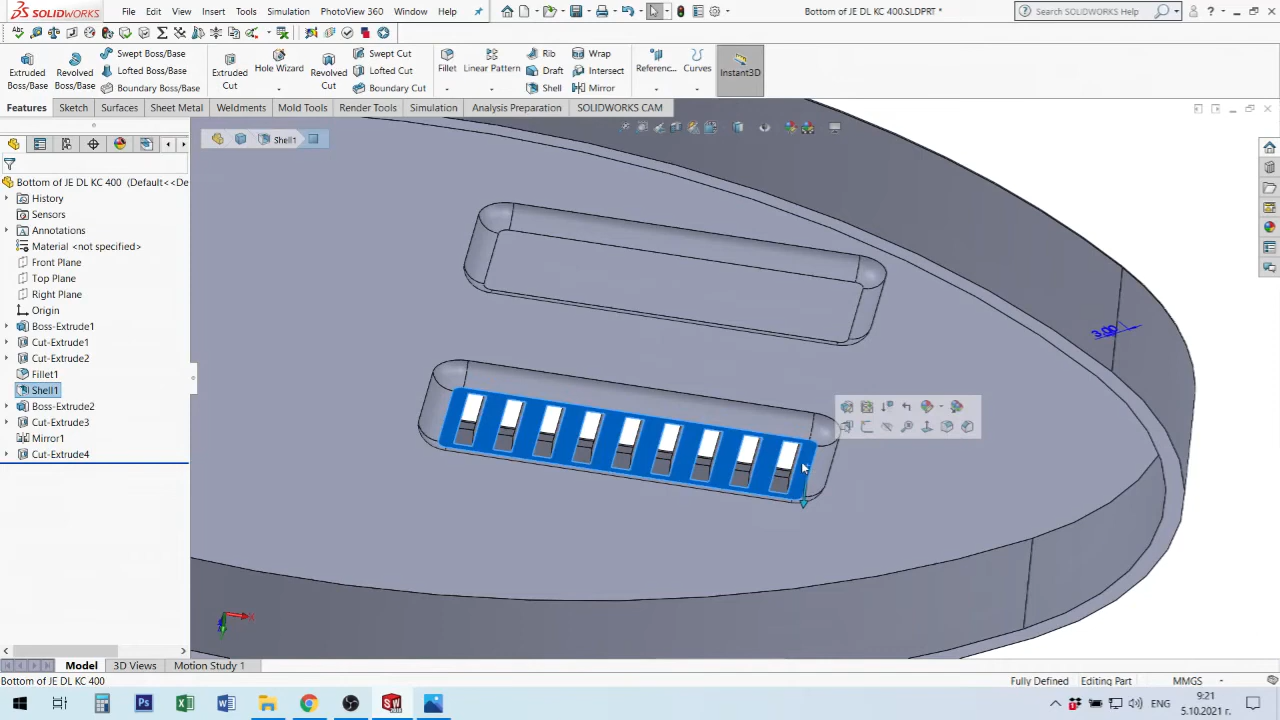 SOLIDWORKS
File
Edit
View
Insert
Tools
Simulation
PhotoView 360
Window
Bottom of JE DL KC 400.SLDPRT *
Search SOLIDWORKS Help
Extruded Boss/Base
Revolved Boss/Base
Swept Boss/Base
Lofted Boss/Base
Boundary Boss/Base
Extruded Cut
Hole Wizard
Revolved Cut
Swept Cut
Lofted Cut
Boundary Cut
Fillet
Linear Pattern
Rib
Draft
Shell
Wrap
Intersect
Mirror
Referenc...
Curves
Instant3D
Features
Sketch
Surfaces
Sheet Metal
Weldments
Mold Tools
Render Tools
Simulation
Analysis Preparation
SOLIDWORKS CAM
Shell1
Bottom of JE DL KC 400 (Default<<De
History
Sensors
Annotations
Material <not specified>
Front Plane
Top Plane
Right Plane
Origin
Boss-Extrude1
Cut-Extrude1
Cut-Extrude2
Fillet1
Shell1
Boss-Extrude2
Cut-Extrude3
Mirror1
Cut-Extrude4
3.00
X
Model
3D Views
Motion Study 1
Bottom of JE DL KC 400
Fully Defined
Editing Part
MMGS
ENG
9:21
5.10.2021 г.